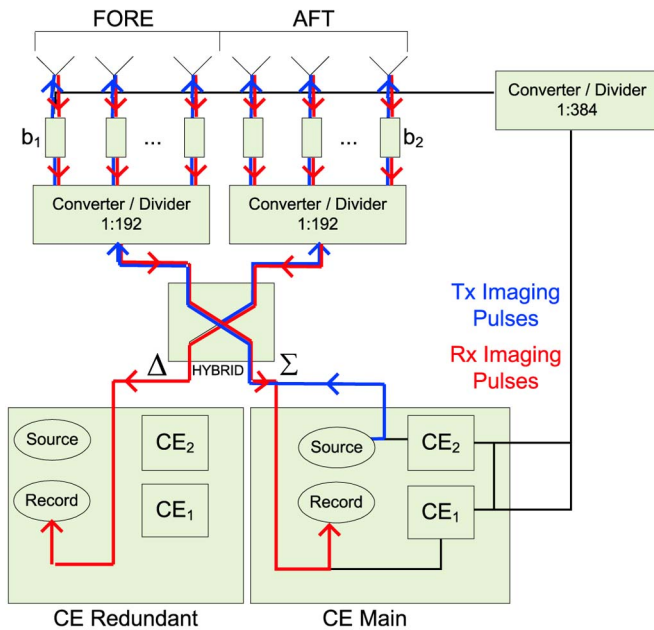 FORE
AFT
Converter / Divider
1:384
b1
...
...
b2
Converter / Divider
1:192
Converter / Divider
1:192
Tx Imaging
Pulses
Rx Imaging
Pulses
HYBRID
Δ
Σ
Source
CE2
Record
CE1
Source
CE2
Record
CE1
CE Redundant
CE Main